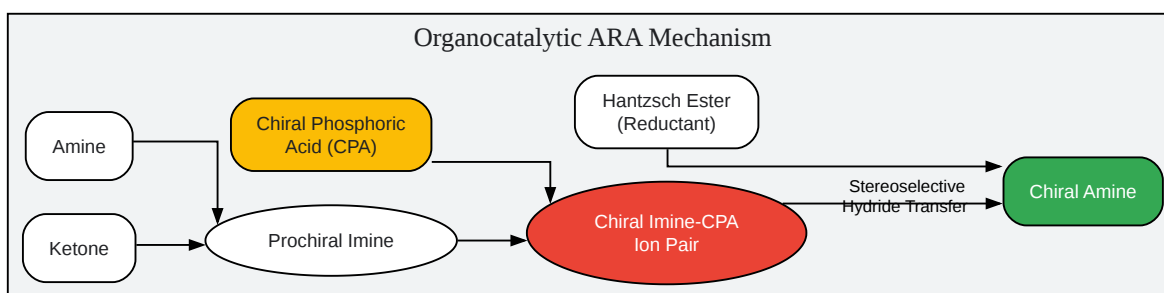 Organocatalytic ARA Mechanism
Hantzsch Ester
(Reductant)
Chiral Phosphoric
Acid (CPA)
Amine
Stereoselective
Hydride Transfer
Chiral Amine
Ketone
Prochiral Imine
Chiral Imine-CPA
Ion Pair